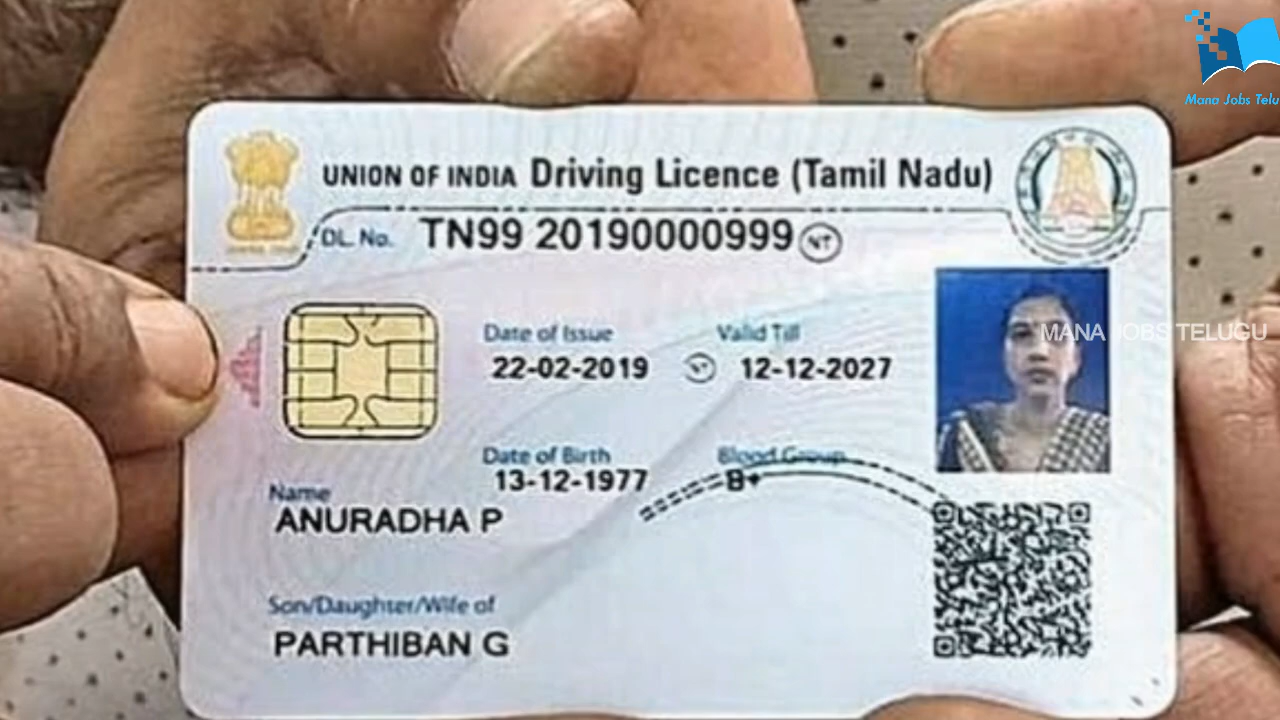 Mana Jobs Telu
UNION OF INDIA Driving Licence (Tamil Nadu)
DL. No. TN99 20190000999 NT
Date of Issue Valid Till
22-02-2019 NT 12-12-2027
MANA JOBS TELUGU
Date of Birth Blood Group
13-12-1977 B+
Name
ANURADHA P
Son/Daughter/Wife of
PARTHIBAN G